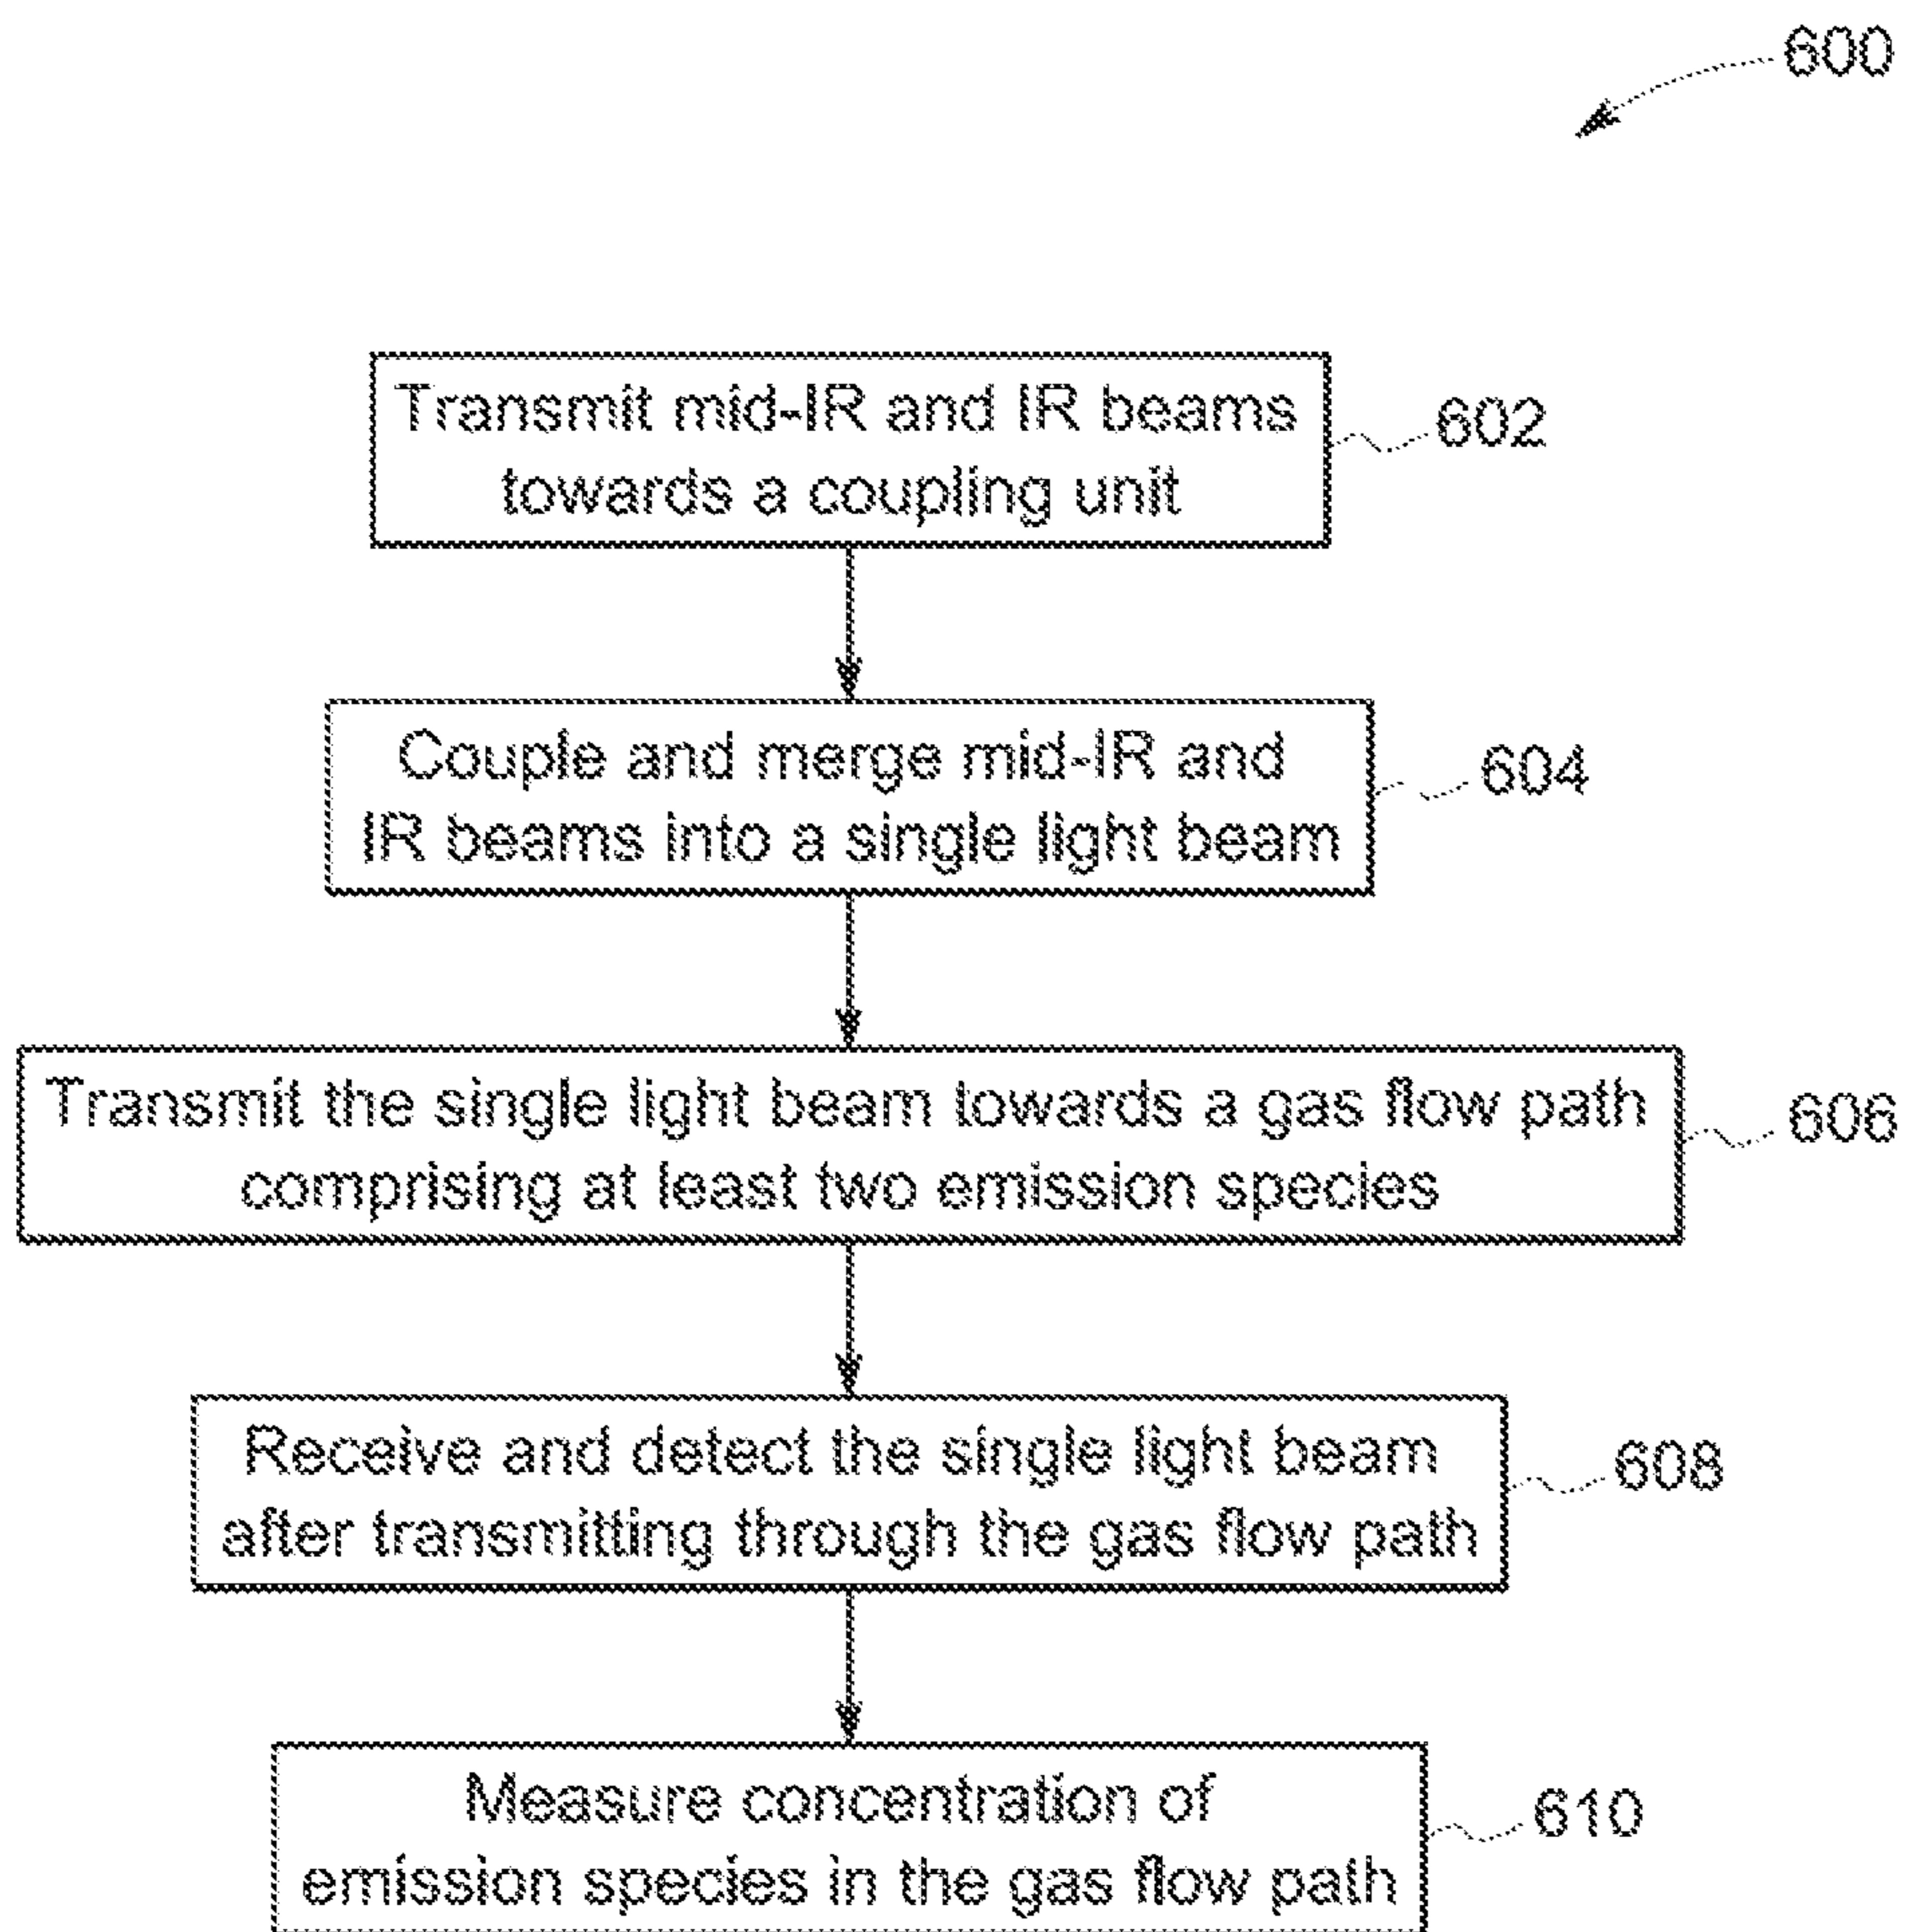 600
Transmit mid-IR and IR beams
towards a coupling unit
602
Couple and merge mid-IR and
IR beams into a single light beam
604
Transmit the single light beam towards a gas flow path
comprising at least two emission species
606
Receive and detect the single light beam
after transmitting through the gas flow path
608
Measure concentration of
emission species in the gas flow path
610